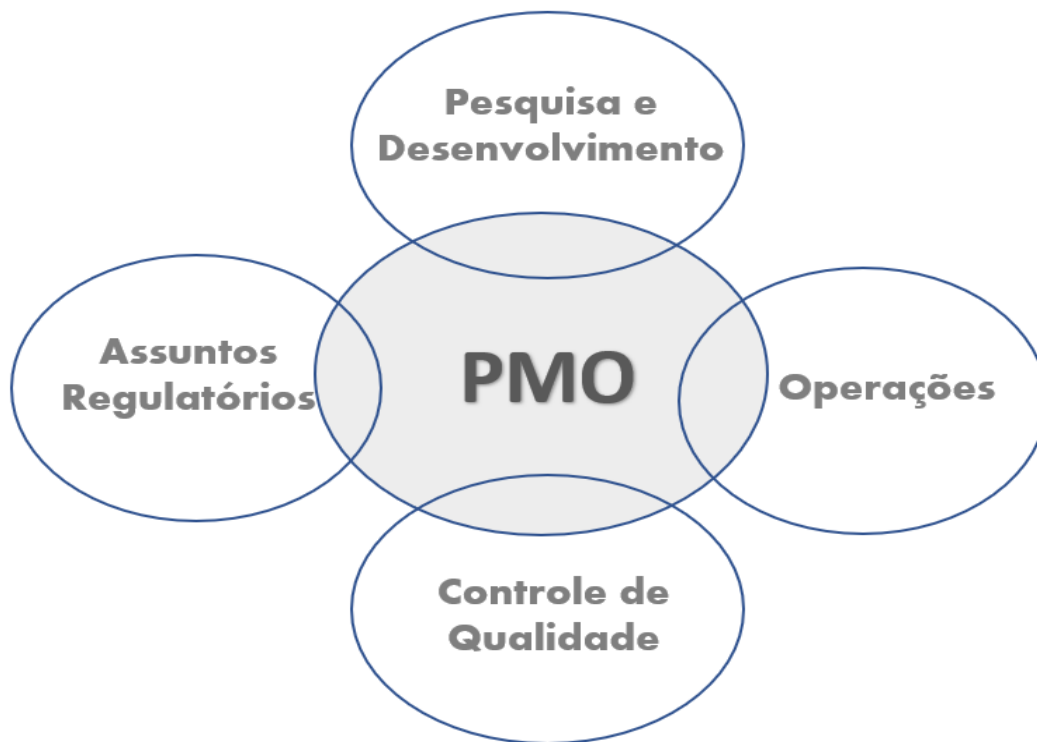 Pesquisa e
Desenvolvimento
Assuntos
Regulatórios
PMO
Operações
Controle de
Qualidade